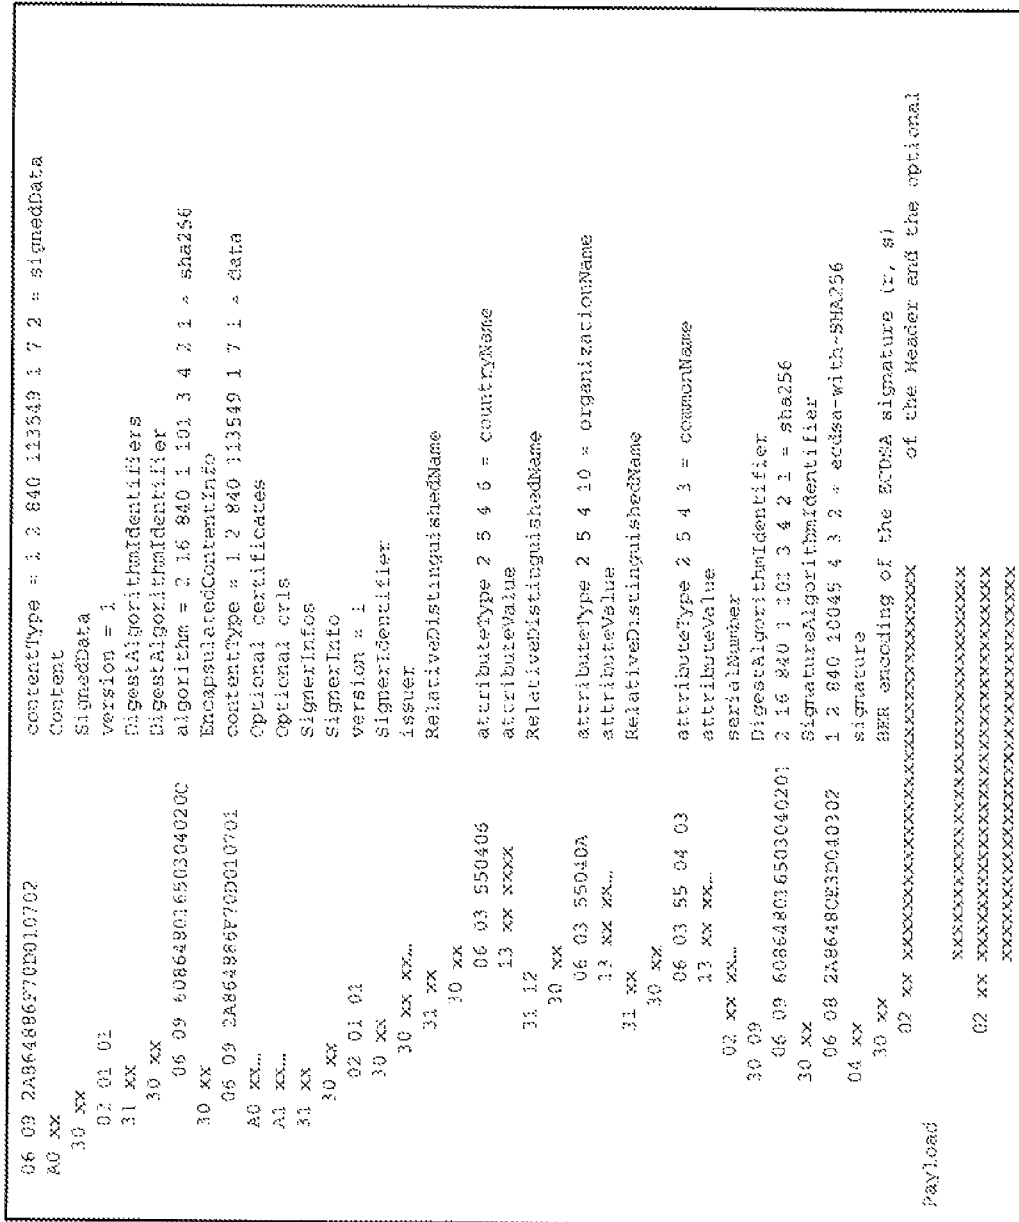 06 09 2A864886F70D010702 contentType = 1 2 840 113549 1 7 2 = signedData
A0 xx Content
30 xx SignedData
02 01 01 version = 1
31 xx DigestAlgorithmIdentifiers
30 xx DigestAlgorithmIdentifier
06 09 60864801650304020C algorithm = 2 16 840 1 101 3 4 2 1 = sha256
30 xx EncapsulatedContentInfo
06 09 2A864886F70D010701 contentType = 1 2 840 113549 1 7 1 = data
A0 xx... Optional certificates
A1 xx... Optional crls
31 xx SignerInfos
30 xx SignerInfo
02 01 01 version = 1
30 xx signerIdentifier
30 xx xx... issuer
31 xx RelativeDistinguishedName
30 xx
06 03 550406 attributeType 2 5 4 6 = countryName
13 xx xxxx attributeValue
31 12 RelativeDistinguishedName
30 xx
06 03 55040A attributeType 2 5 4 10 = organizationName
13 xx xx... attributeValue
31 xx RelativeDistinguishedName
30 xx
06 03 55 04 03 attributeType 2 5 4 3 = commonName
13 xx xx... attributeValue
02 xx xx... serialNumber
30 09 DigestAlgorithmIdentifier
06 09 608648016503040201 2 16 840 1 101 3 4 2 1 = sha256
30 xx SignatureAlgorithmIdentifier
06 08 2A8648CE3D040302 1 2 840 10045 4 3 2 = ecdsa-with-SHA256
04 xx signature
30 xx BER encoding of the ECDSA signature (r, s)
02 xx xxxxxxxxxxxxxxxxxxxxxxxxxxxxxxxx of the Header and the optional
Payload
xxxxxxxxxxxxxxxxxxxxxxxxxxxxxxxx
02 xx xxxxxxxxxxxxxxxxxxxxxxxxxxxxxxxx
xxxxxxxxxxxxxxxxxxxxxxxxxxxxxxxx